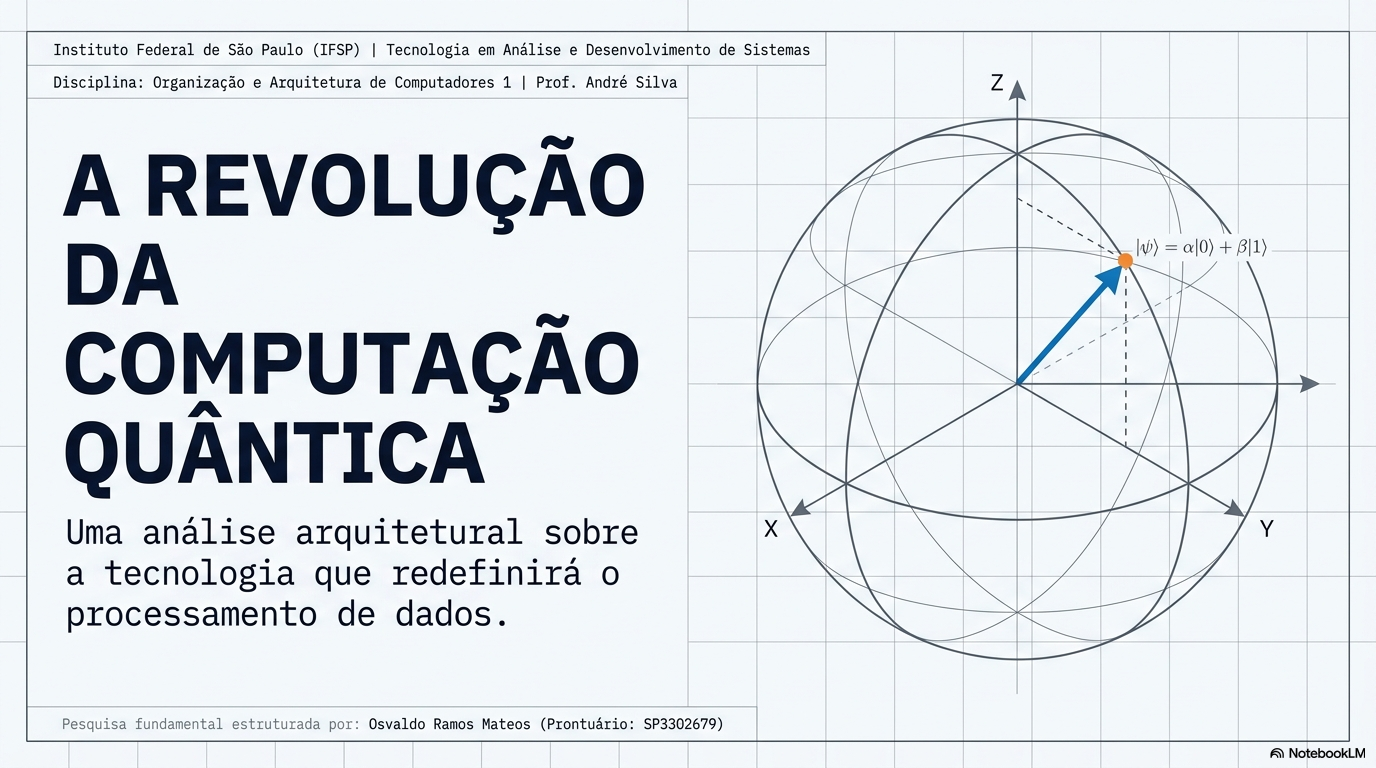 Instituto Federal de São Paulo (IFSP) | Tecnologia em Análise e Desenvolvimento de Sistemas
Disciplina: Organização e Arquitetura de Computadores 1 | Prof. André Silva
A REVOLUÇÃO
DA
COMPUTAÇÃO
QUÂNTICA
Uma análise arquitetural sobre
a tecnologia que redefinirá o
processamento de dados.
Z
|ψ⟩ = α|0⟩ + β|1⟩
X
Y
Pesquisa fundamental estruturada por: Osvaldo Ramos Mateos (Prontuário: SP3302679)
NotebookLM